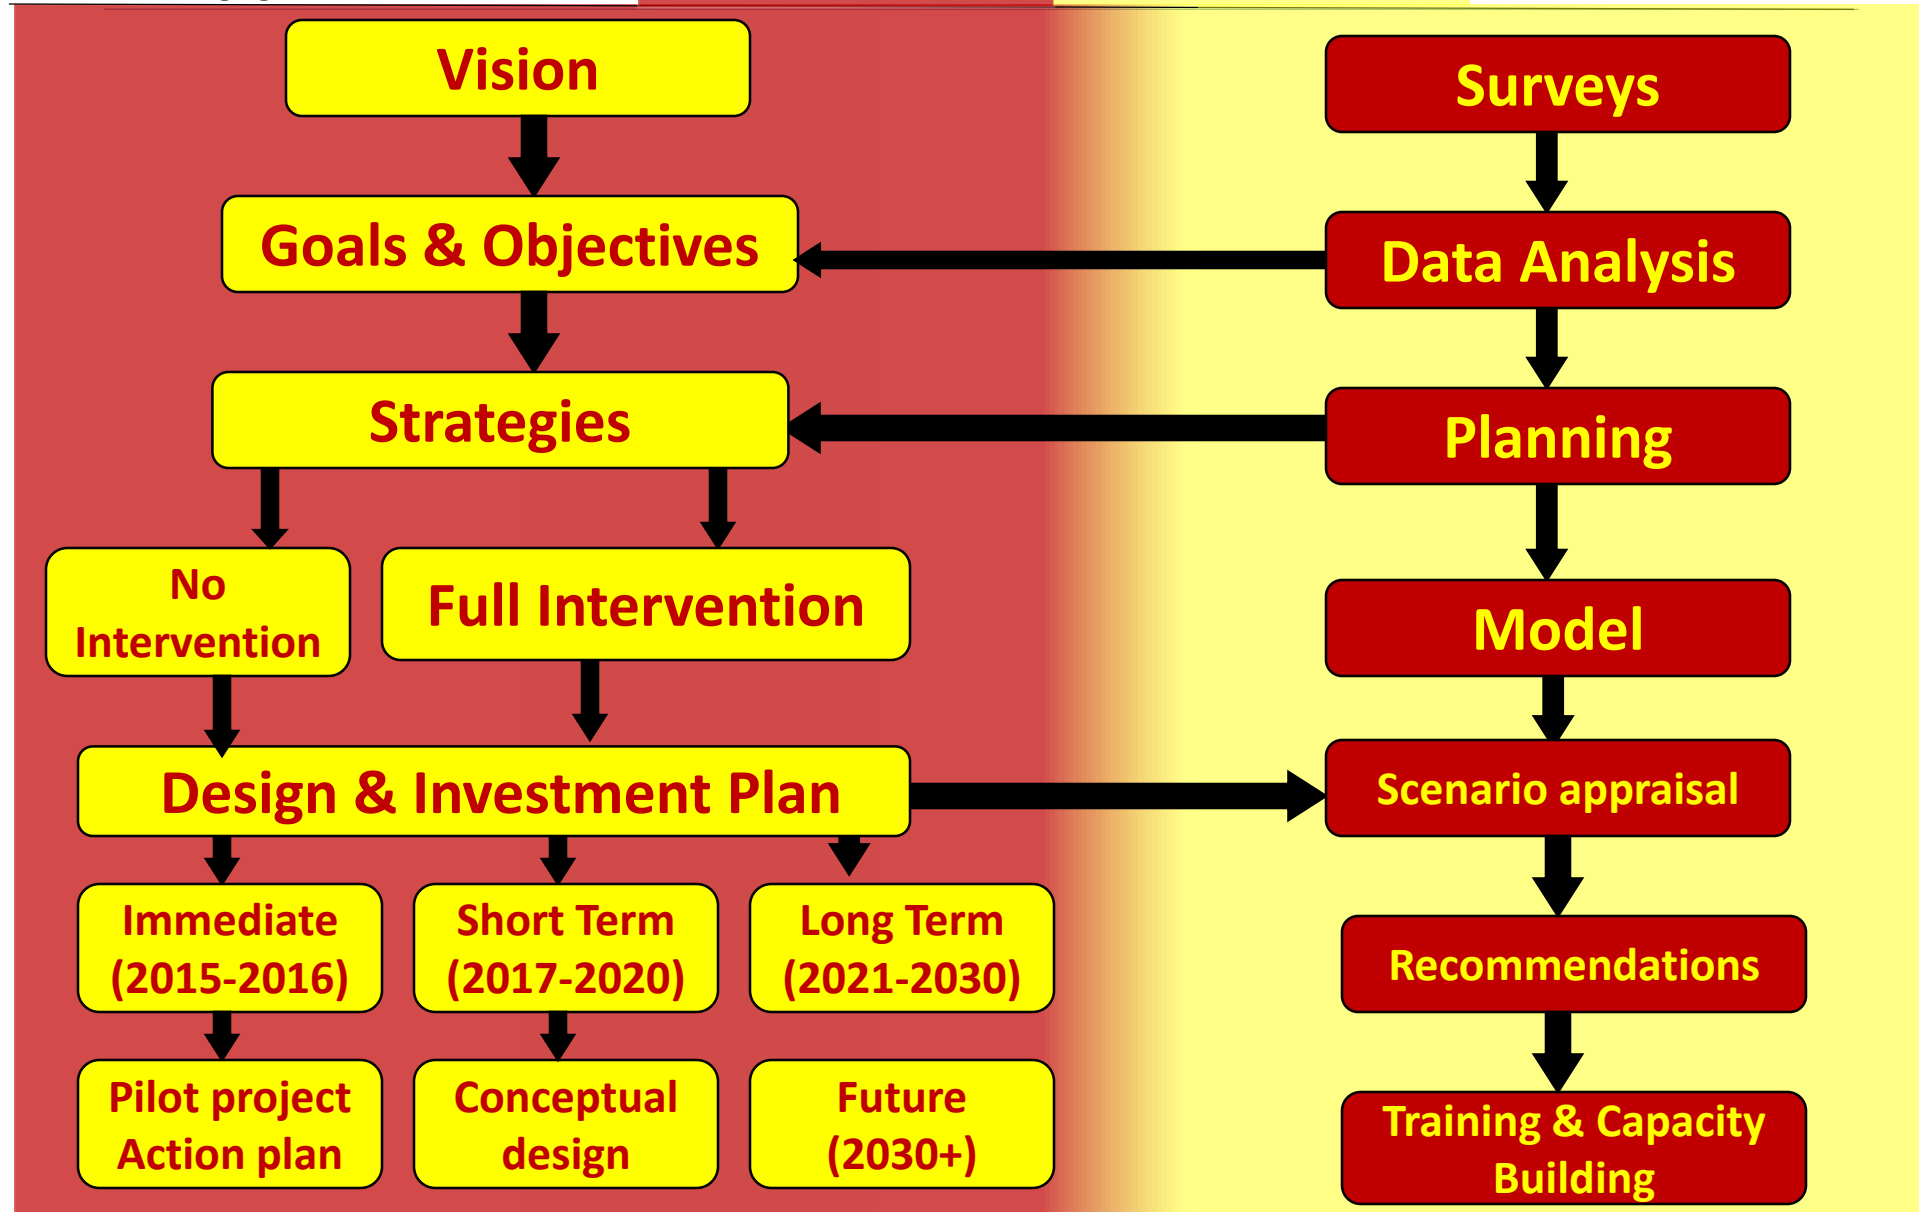 Vision
Goals & Objectives
Strategies
No
Intervention
Full Intervention
Design & Investment Plan
Immediate
(2015-2016)
Short Term
(2017-2020)
Long Term
(2021-2030)
Pilot project
Action plan
Conceptual
design
Future
(2030+)
Surveys
Data Analysis
Planning
Model
Scenario appraisal
Recommendations
Training & Capacity
Building